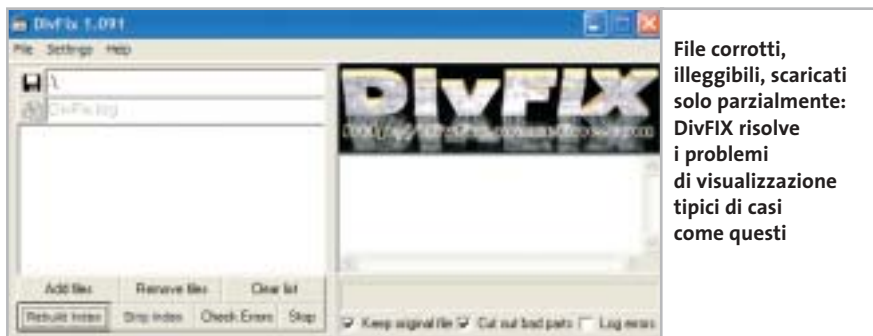 DivFix 1.091
File Settings Help
\
DivFix.log
DivFIX
Add files Remove files Clear list
Rebuild Index Strip Index Check Errors Stop
Keep original file Cut out bad parts Log errors
File corrotti,
illeggibili, scaricati
solo parzialmente:
DivFIX risolve
i problemi
di visualizzazione
tipici di casi
come questi